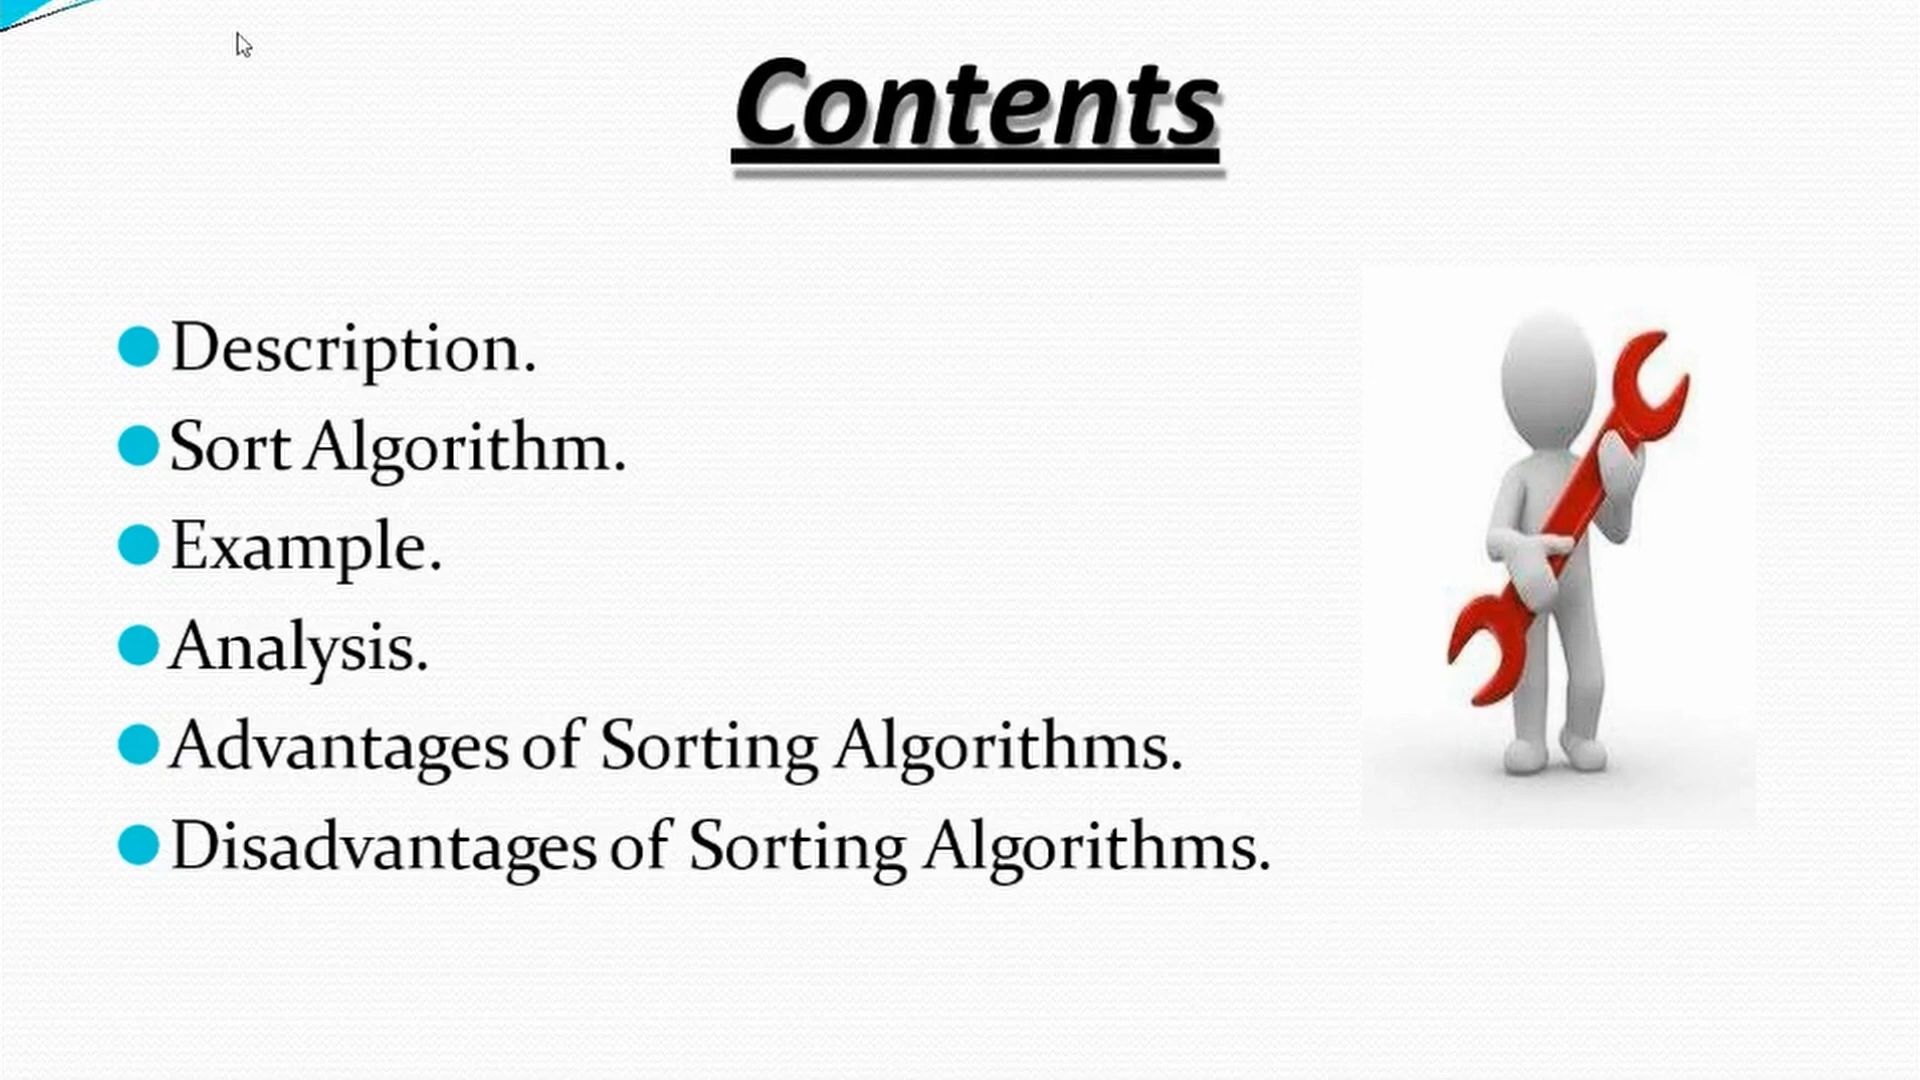 Contents
Description.
Sort Algorithm.
Example.
Analysis.
Advantages of Sorting Algorithms.
Disadvantages of Sorting Algorithms.